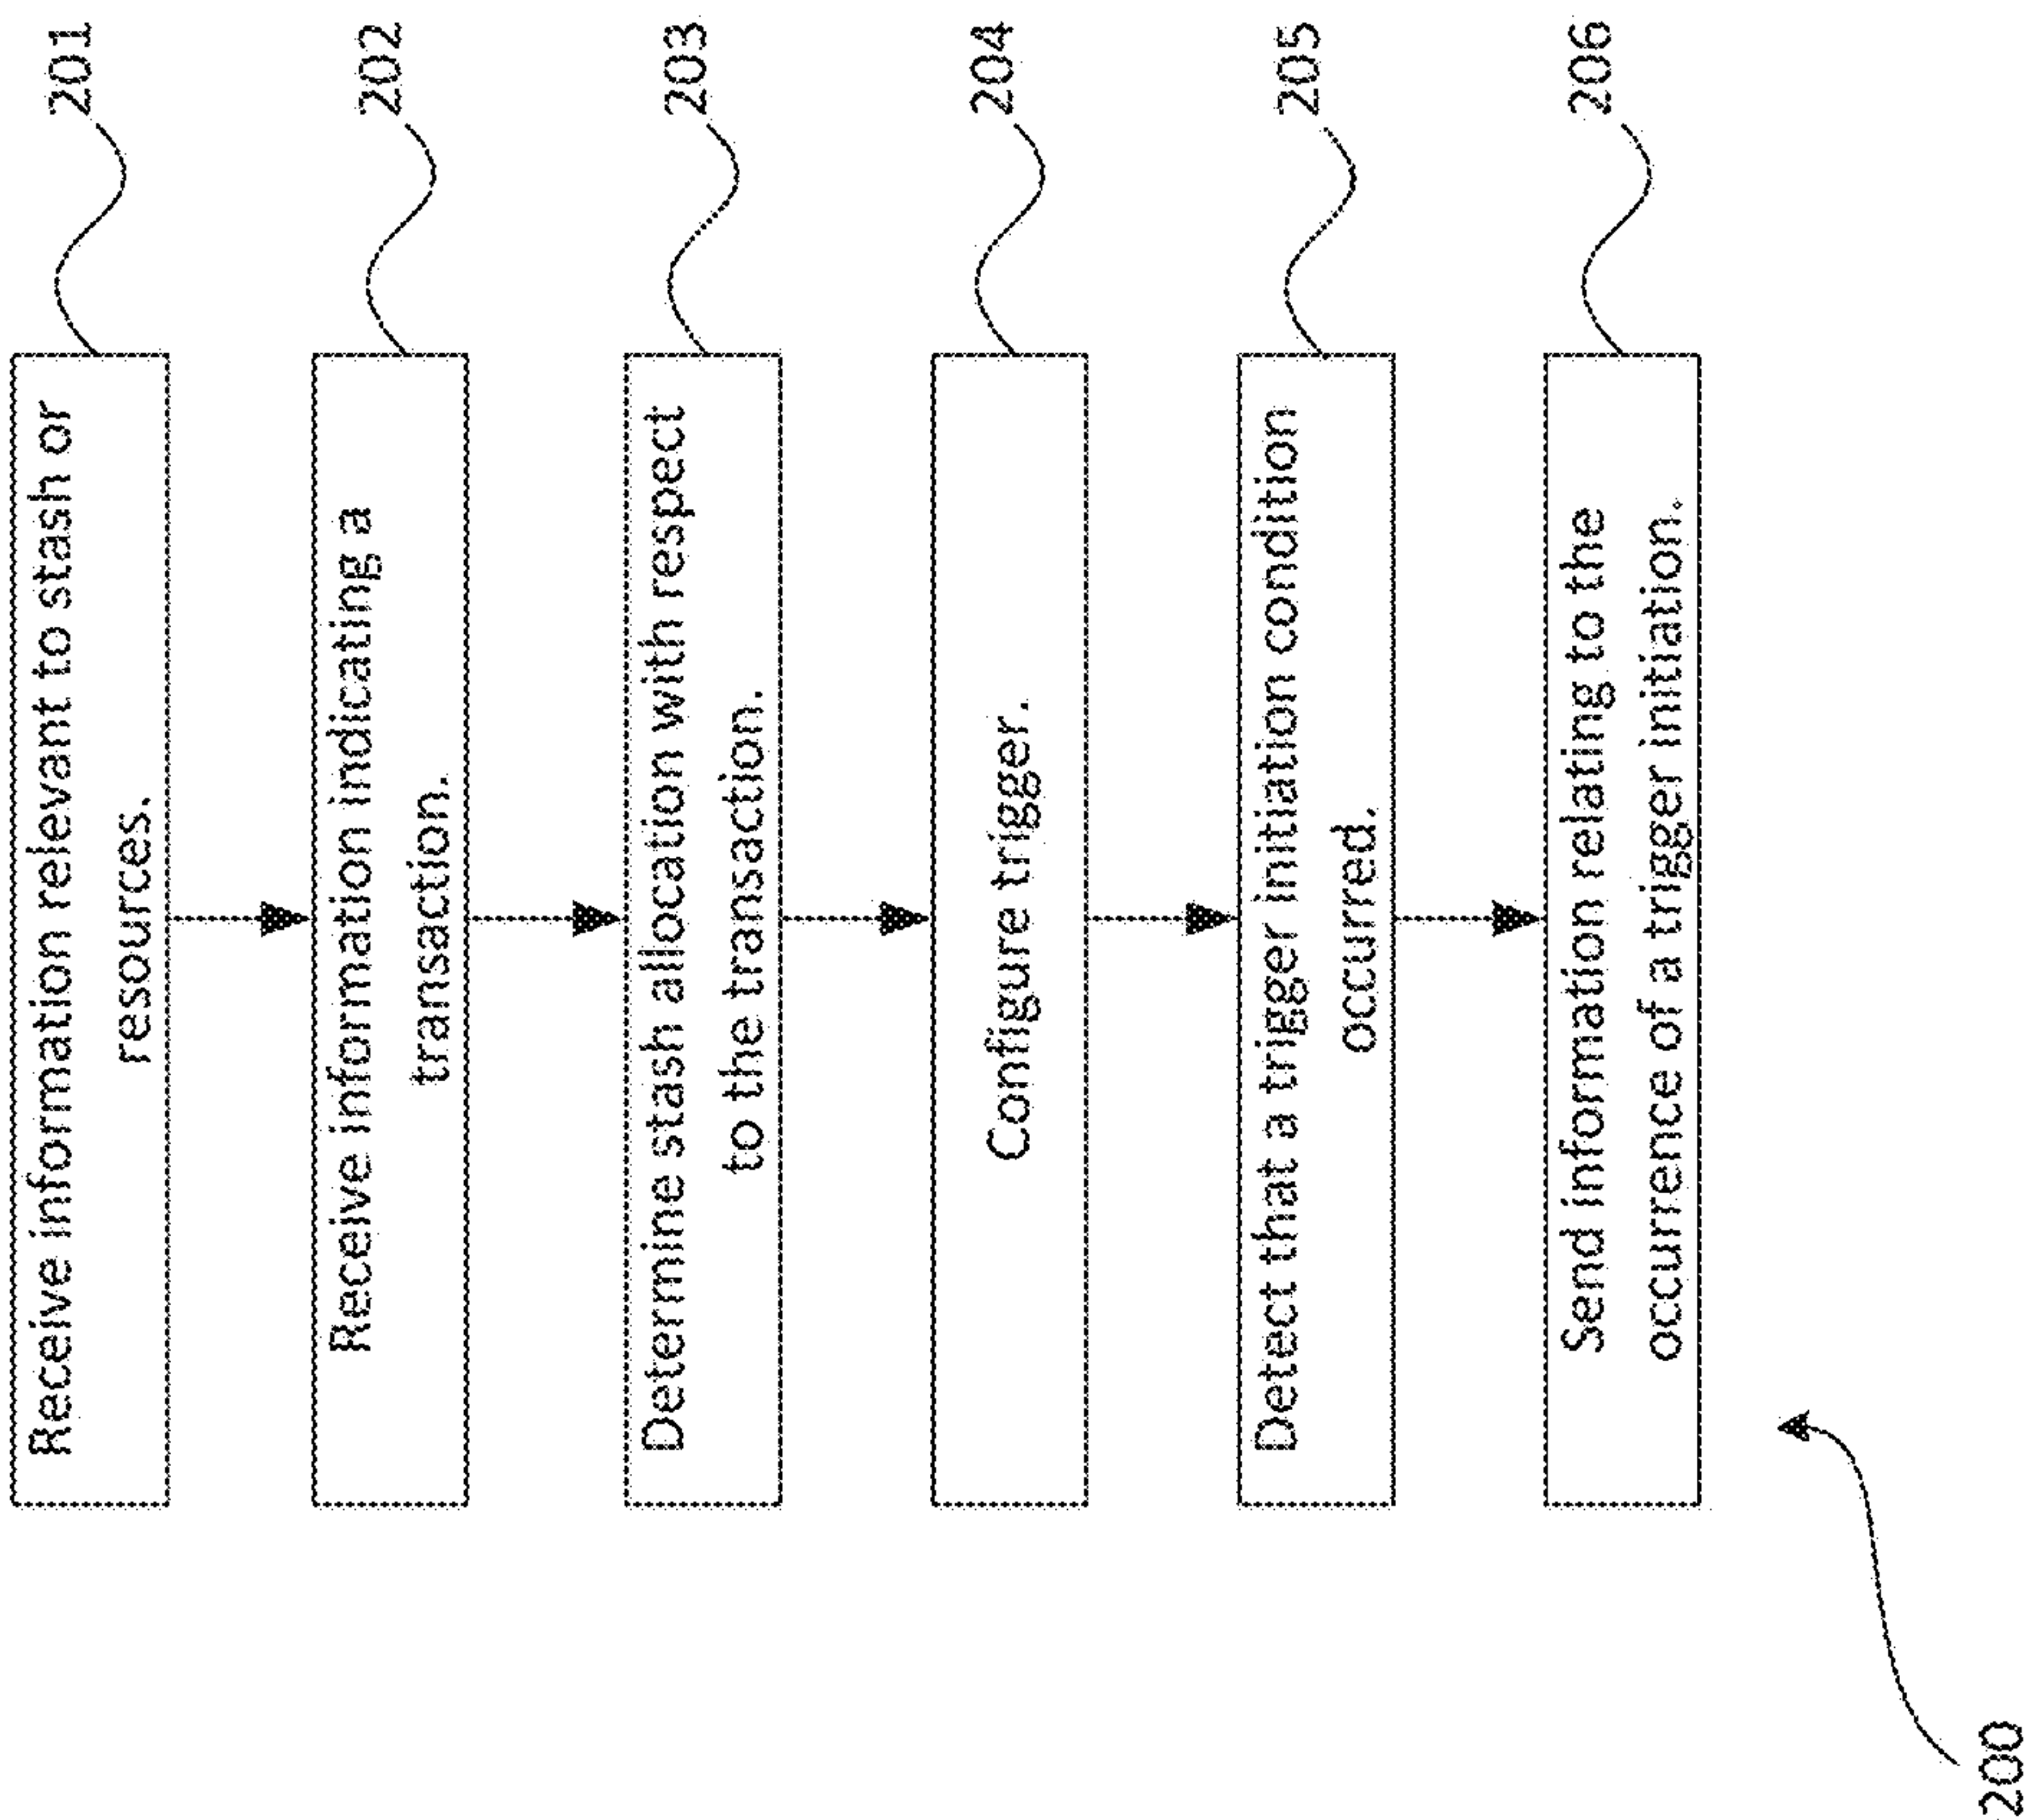 Receive information relevant to stash or
resources.
201
Receive information indicating a
transaction.
202
Determine stash allocation with respect
to the transaction.
203
Configure trigger.
204
Detect that a trigger initiation condition
occurred.
205
Send information relating to the
occurrence of a trigger initiation.
206
200